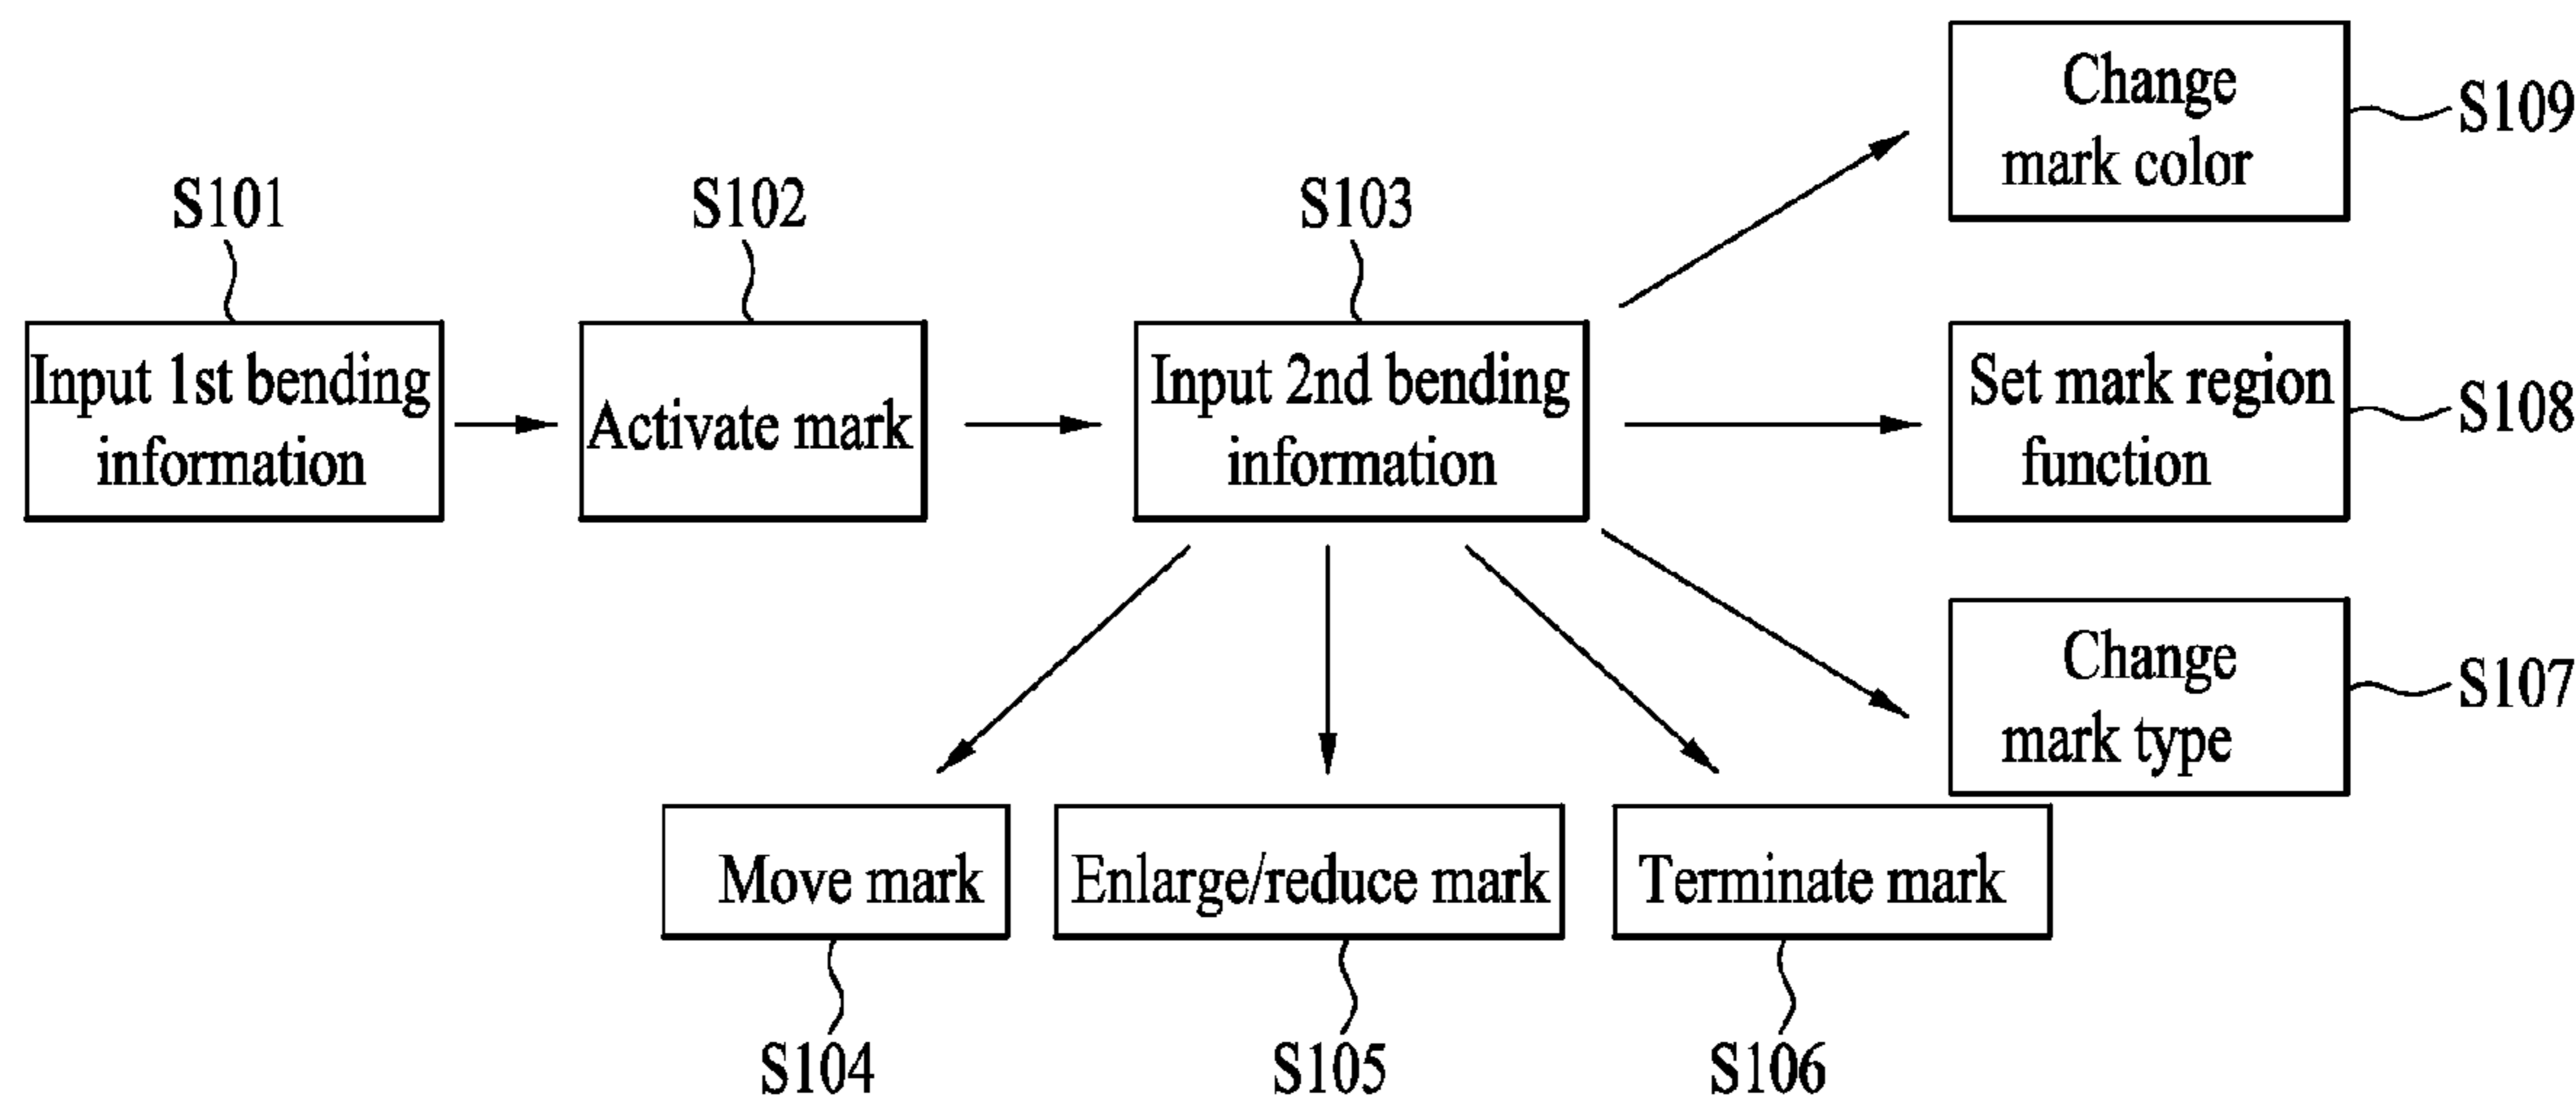 Change
mark color
S109
S101
S102
S103
Input 1st bending
information
Activate mark
Input 2nd bending
information
Set mark region
function
S108
Change
mark type
S107
Move mark
Enlarge/reduce mark
Terminate mark
S104
S105
S106